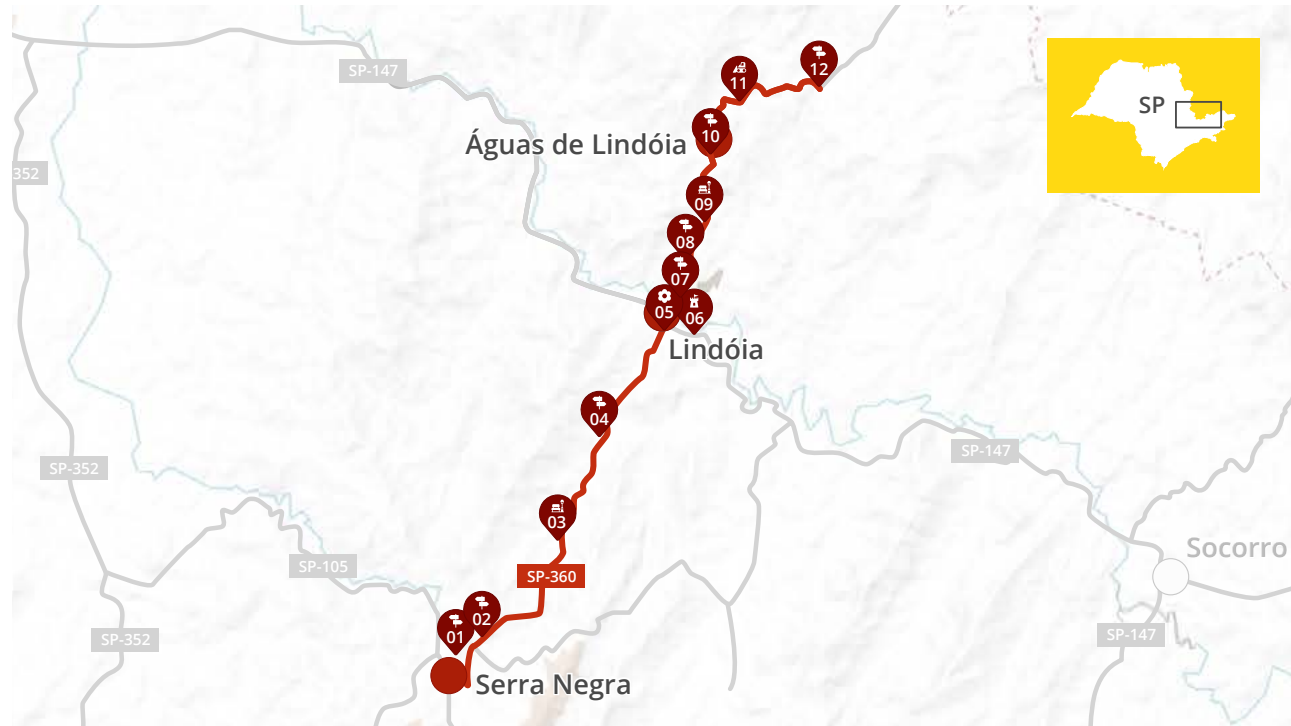 12
11
SP-147
SP
10
Águas de Lindóia
352
09
08
07
05
06
Lindóia
04
SP-147
SP-352
03
Socorro
SP-105
SP-360
02
01
SP-352
SP-147
Serra Negra